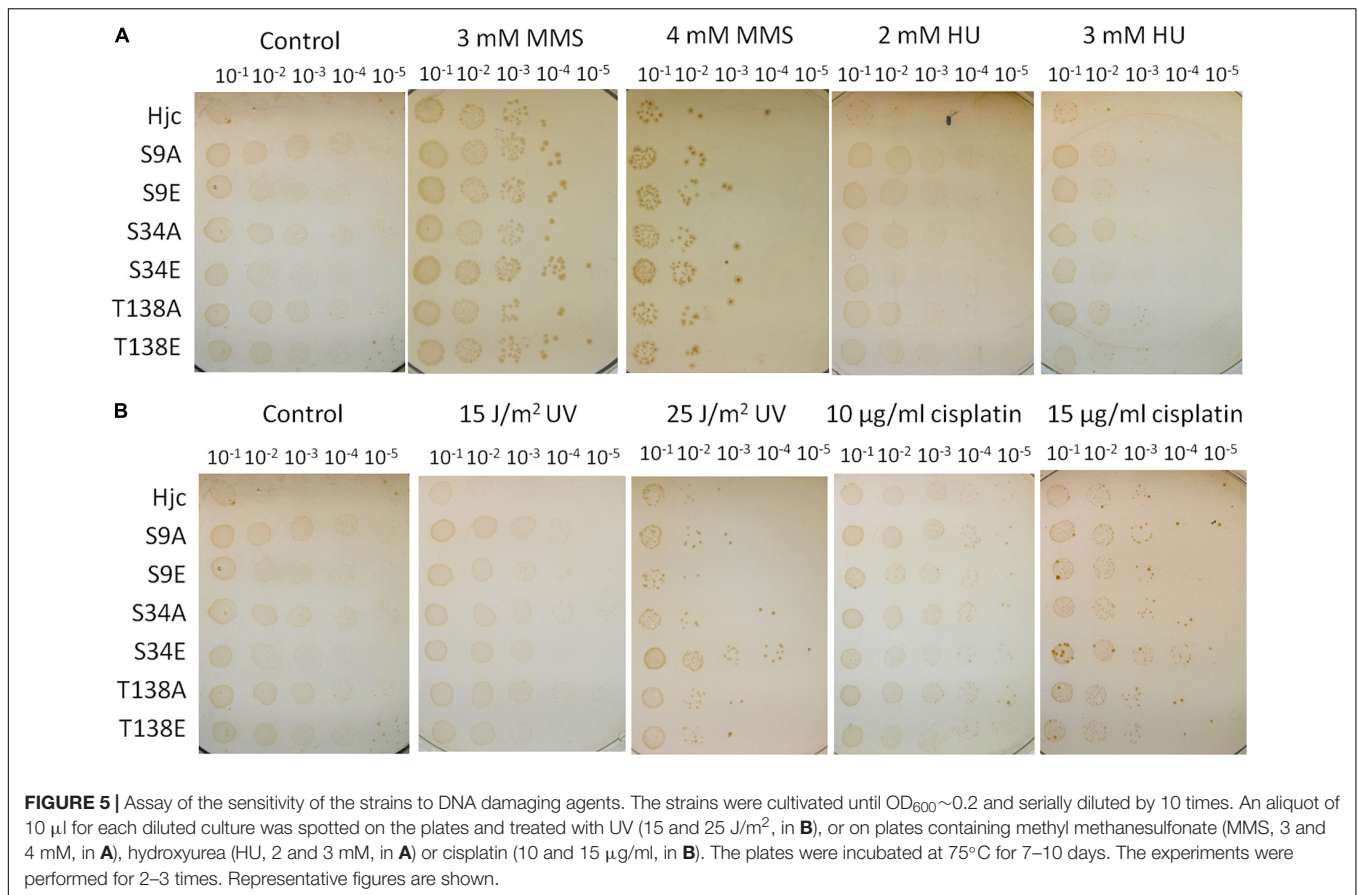 A
Control 3 mM MMS 4 mM MMS 2 mM HU 3 mM HU
10⁻¹ 10⁻² 10⁻³ 10⁻⁴ 10⁻⁵ 10⁻¹ 10⁻² 10⁻³ 10⁻⁴ 10⁻⁵ 10⁻¹ 10⁻² 10⁻³ 10⁻⁴ 10⁻⁵ 10⁻¹ 10⁻² 10⁻³ 10⁻⁴ 10⁻⁵ 10⁻¹ 10⁻² 10⁻³ 10⁻⁴ 10⁻⁵
Hjc
S9A
S9E
S34A
S34E
T138A
T138E
B
Control 15 J/m² UV 25 J/m² UV 10 μg/ml cisplatin 15 μg/ml cisplatin
10⁻¹ 10⁻² 10⁻³ 10⁻⁴ 10⁻⁵ 10⁻¹ 10⁻² 10⁻³ 10⁻⁴ 10⁻⁵ 10⁻¹ 10⁻² 10⁻³ 10⁻⁴ 10⁻⁵ 10⁻¹ 10⁻² 10⁻³ 10⁻⁴ 10⁻⁵ 10⁻¹ 10⁻² 10⁻³ 10⁻⁴ 10⁻⁵
Hjc
S9A
S9E
S34A
S34E
T138A
T138E
FIGURE 5 | Assay of the sensitivity of the strains to DNA damaging agents. The strains were cultivated until OD₆₀₀∼0.2 and serially diluted by 10 times. An aliquot of
10 μl for each diluted culture was spotted on the plates and treated with UV (15 and 25 J/m², in B), or on plates containing methyl methanesulfonate (MMS, 3 and
4 mM, in A), hydroxyurea (HU, 2 and 3 mM, in A) or cisplatin (10 and 15 μg/ml, in B). The plates were incubated at 75°C for 7–10 days. The experiments were
performed for 2–3 times. Representative figures are shown.